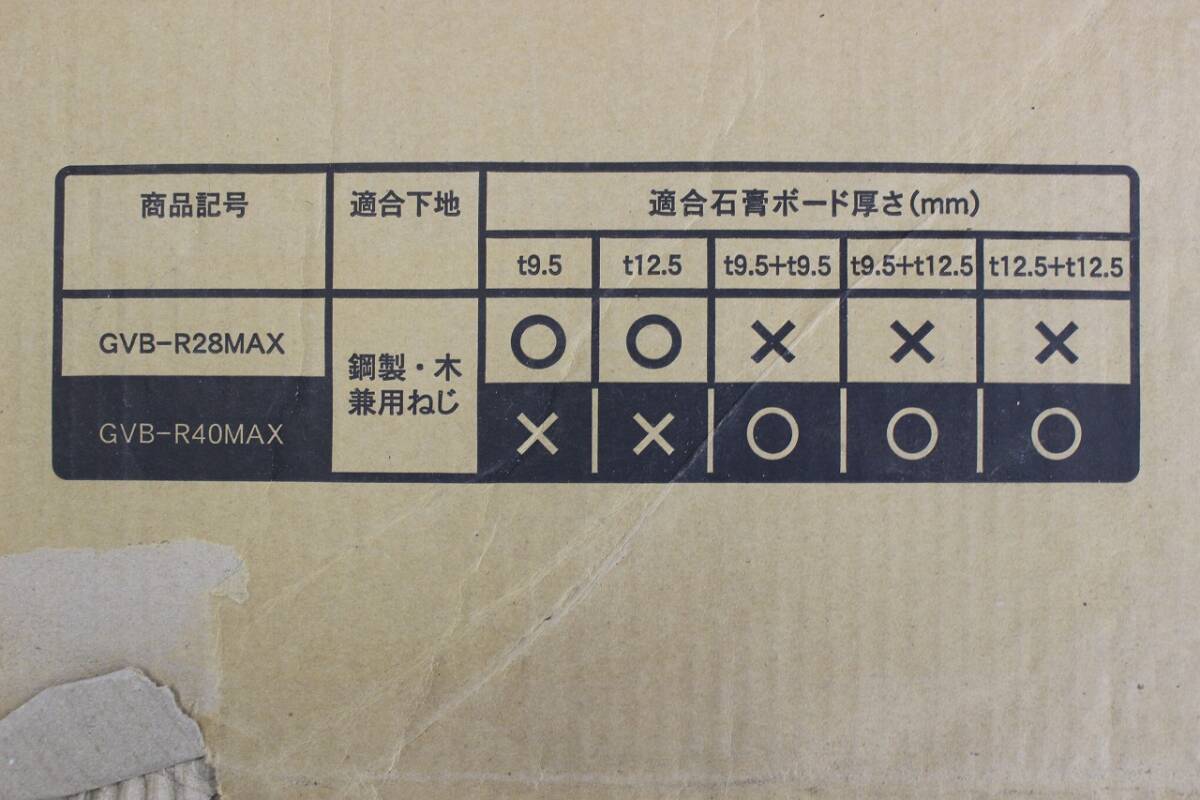 商品記号 適合下地 適合石膏ボード厚さ(mm)
t9.5 t12.5 t9.5+t9.5 t9.5+t12.5 t12.5+t12.5
GVB-R28MAX ○ ○ × × ×
鋼製・木
兼用ねじ
GVB-R40MAX × × ○ ○ ○